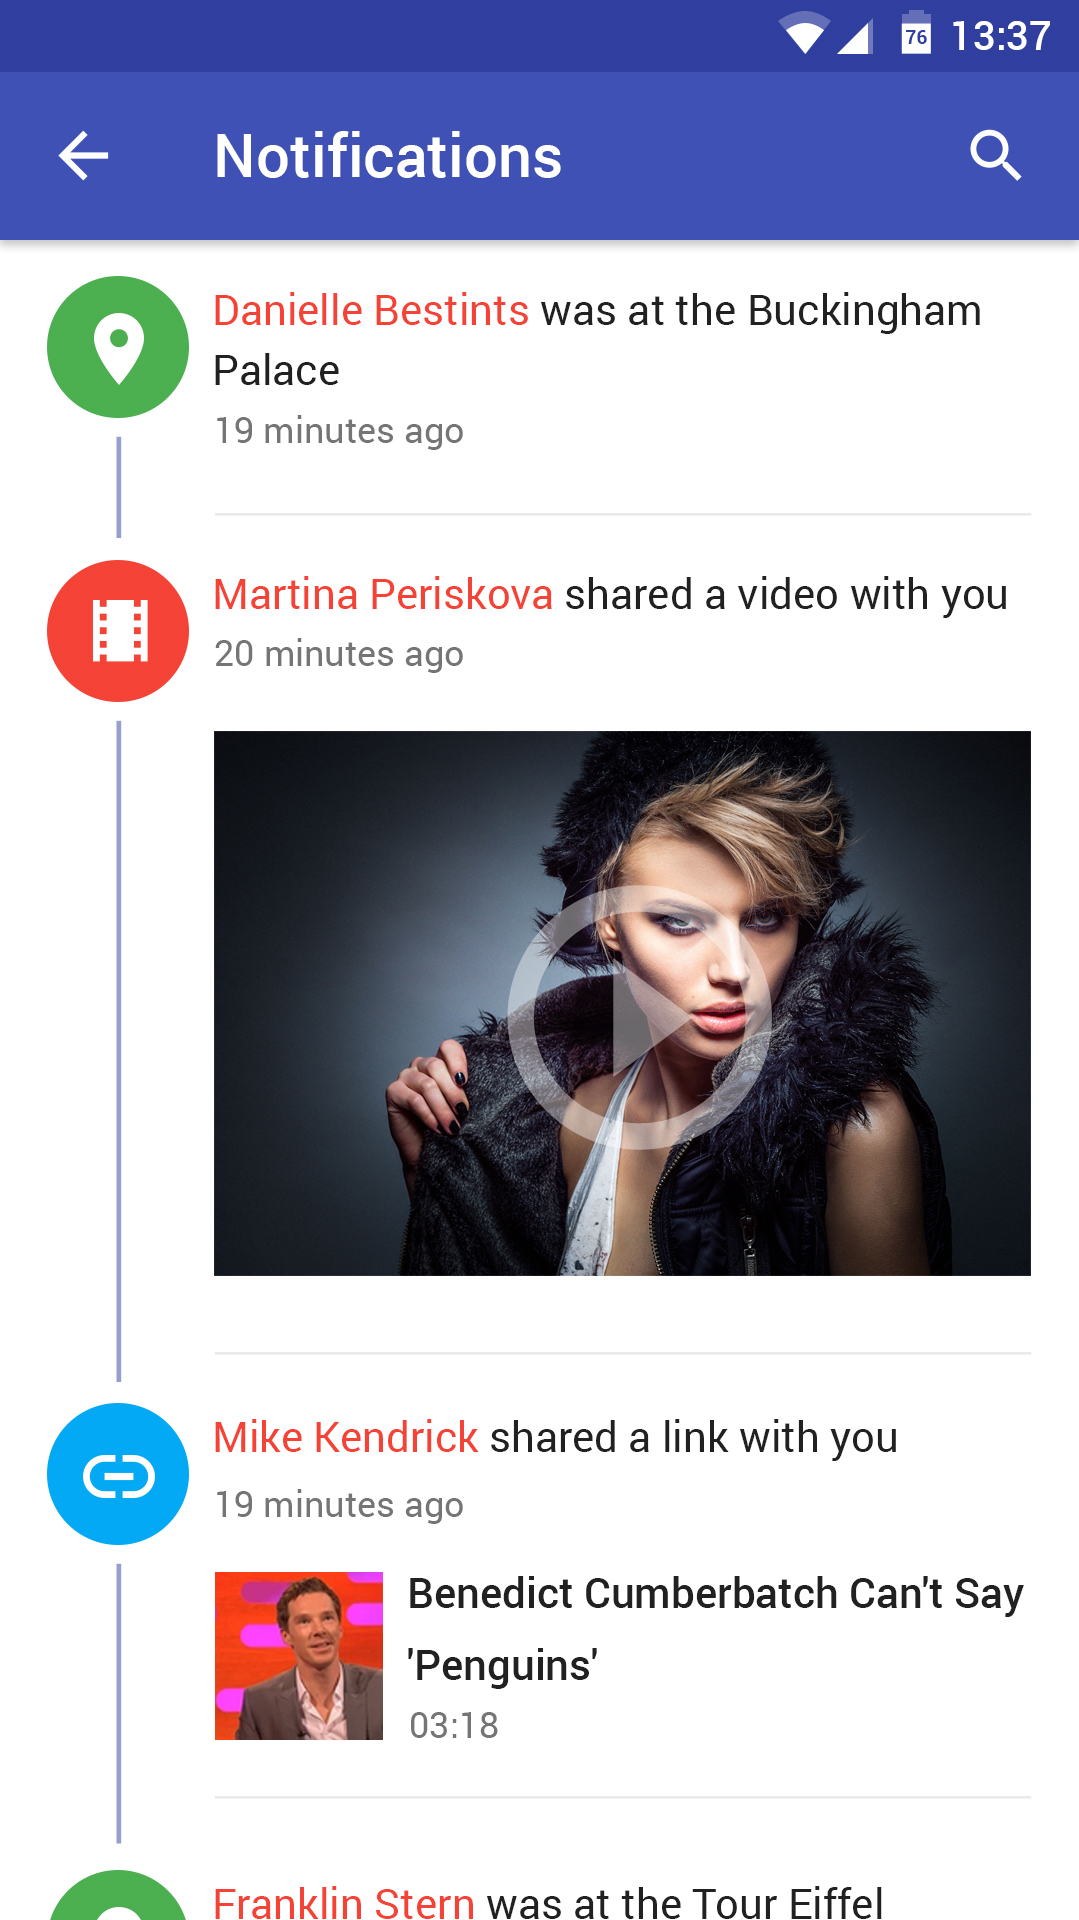 76 13:37
Notifications
Danielle Bestints was at the Buckingham
Palace
19 minutes ago
Martina Periskova shared a video with you
20 minutes ago
Mike Kendrick shared a link with you
19 minutes ago
Benedict Cumberbatch Can't Say
'Penguins'
03:18
Franklin Stern was at the Tour Eiffel